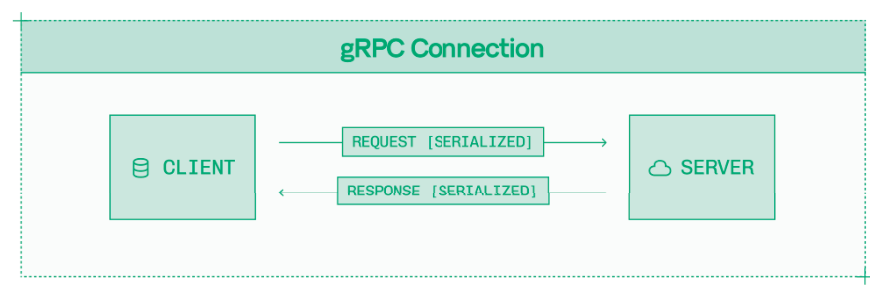 gRPC Connection
CLIENT
REQUEST [SERIALIZED]
RESPONSE [SERIALIZED]
SERVER